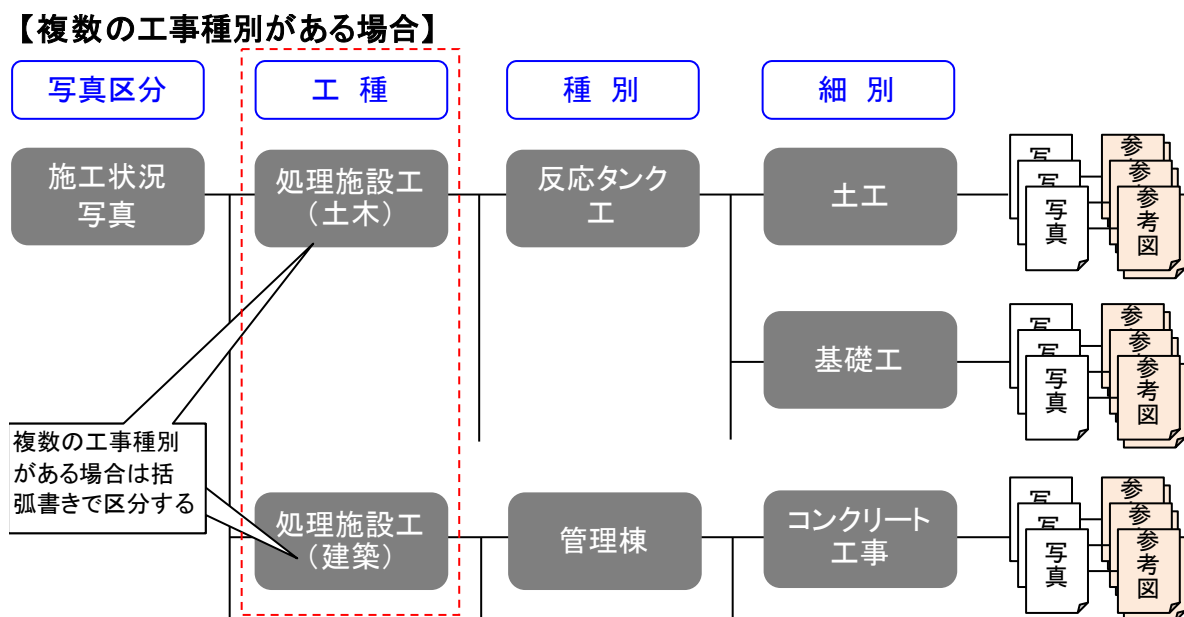 【複数の工事種別がある場合】
写真区分
工 種
種 別
細 別
施工状況
写真
処理施設工
（土木）
反応タンク
工
土工
写
写
写真
参
参
参考図
基礎工
写
写
写真
参
参
参考図
複数の工事種別
がある場合は括
弧書きで区分する
処理施設工
（建築）
管理棟
コンクリート
工事
写
写
写真
参
参
参考図